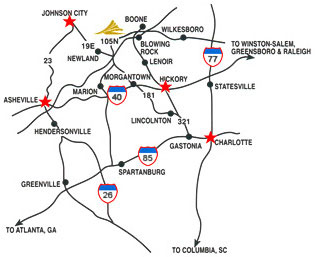 JOHNSON CITY
BOONE
105N
WILKESBORO
19E
BLOWING
ROCK
77
TO WINSTON-SALEM,
GREENSBORO & RALEIGH
23
NEWLAND
LENOIR
MORGANTOWN
HICKORY
STATESVILLE
ASHEVILLE
MARION
40
181
HENDERSONVILLE
LINCOLNTON
321
GASTONIA
CHARLOTTE
85
SPARTANBURG
GREENVILLE
26
TO ATLANTA, GA
TO COLUMBIA, SC